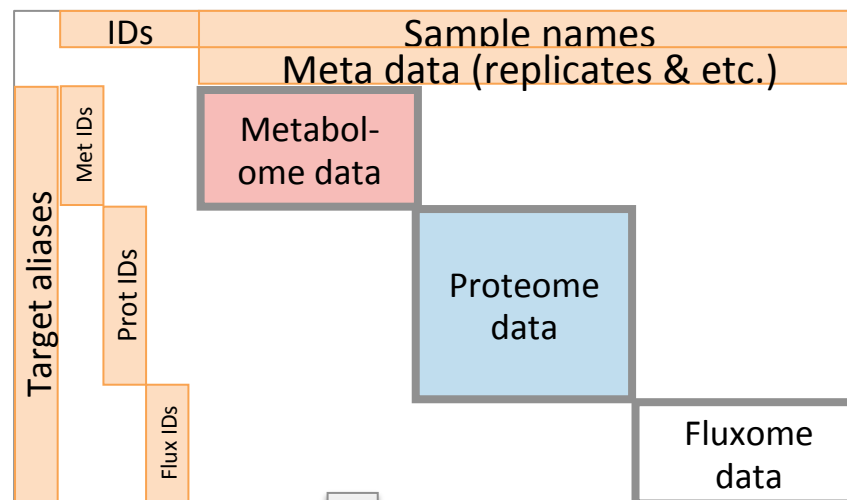 IDs
Sample names
Meta data (replicates & etc.)
Target aliases
Met IDs
Metabol-
ome data
Prot IDs
Proteome
data
Flux IDs
Fluxome
data